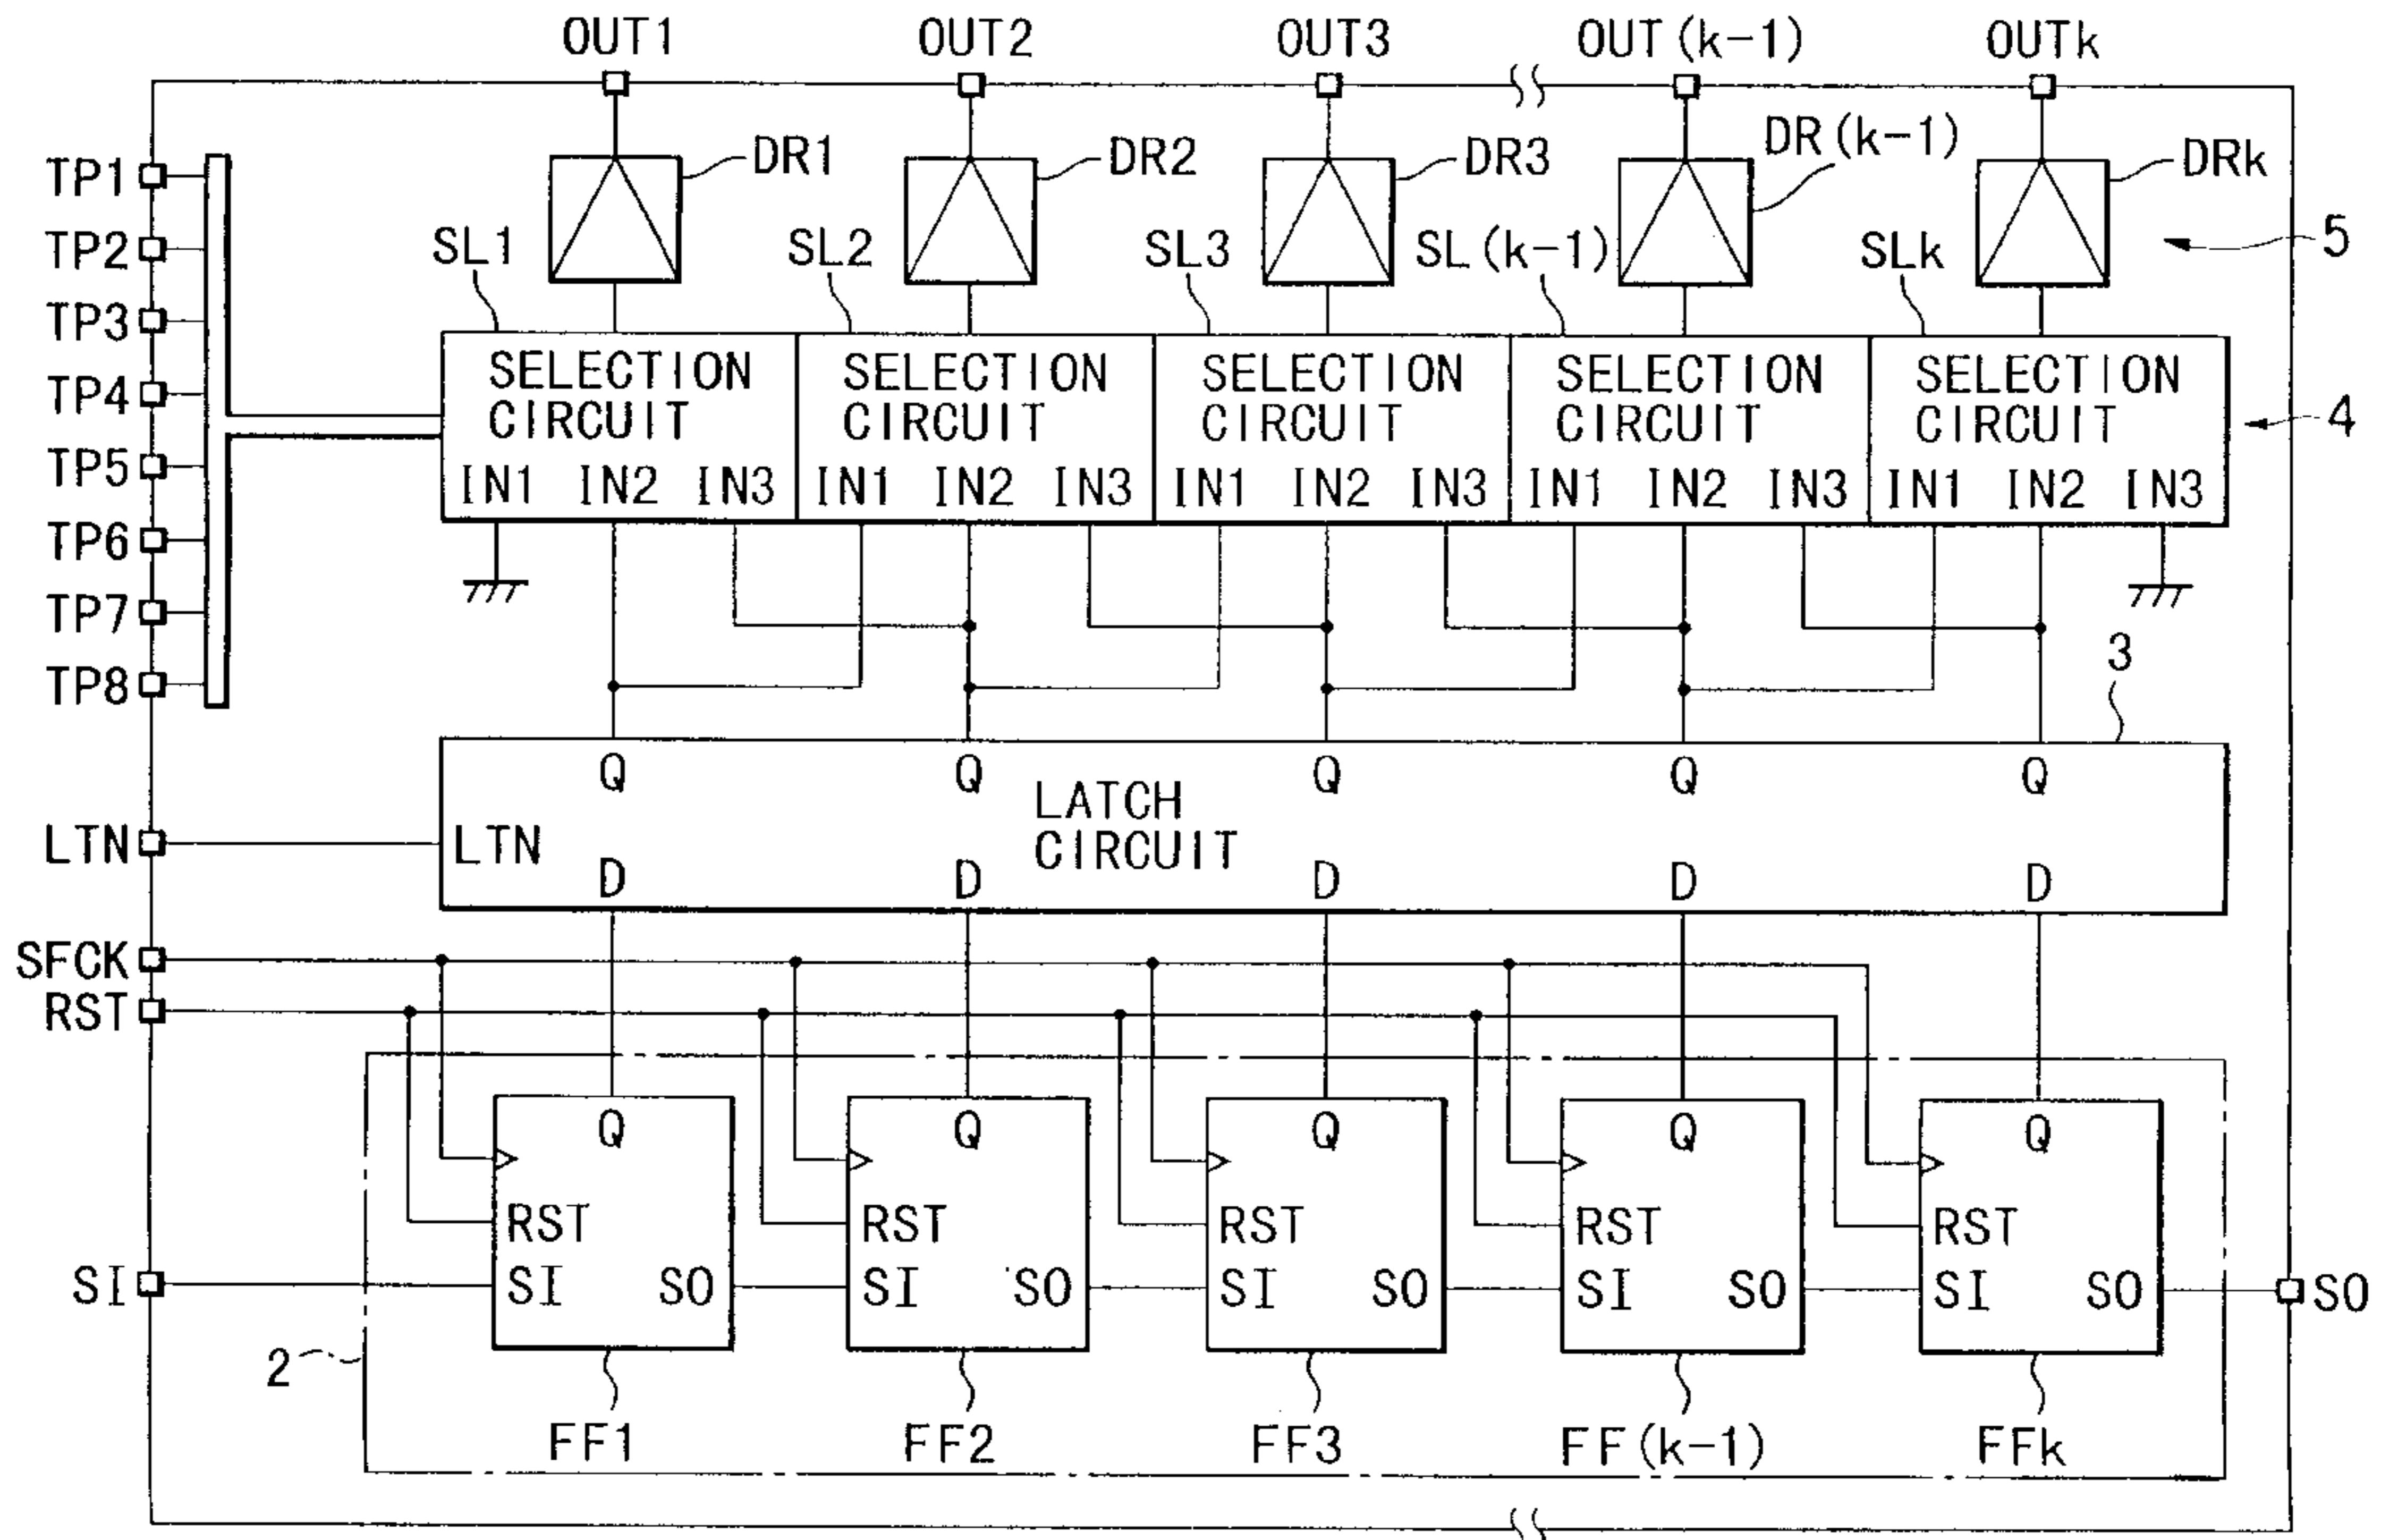 OUT1 OUT2 OUT3 OUT(k-1) OUTk
DR1 DR2 DR3 DR(k-1) DRk
TP1
TP2
TP3
TP4
TP5
TP6
TP7
TP8
SL1 SL2 SL3 SL(k-1) SLk
5
SELECTION CIRCUIT
IN1 IN2 IN3
SELECTION CIRCUIT
IN1 IN2 IN3
SELECTION CIRCUIT
IN1 IN2 IN3
SELECTION CIRCUIT
IN1 IN2 IN3
SELECTION CIRCUIT
IN1 IN2 IN3
4
3
Q Q Q Q Q
LTN
LTN
LATCH
CIRCUIT
D D D D D
SFCK
RST
Q Q Q Q Q
RST RST RST RST RST
SI
SI SO SI SO SI SO SI SO SI SO
SO
2
FF1 FF2 FF3 FF(k-1) FFk